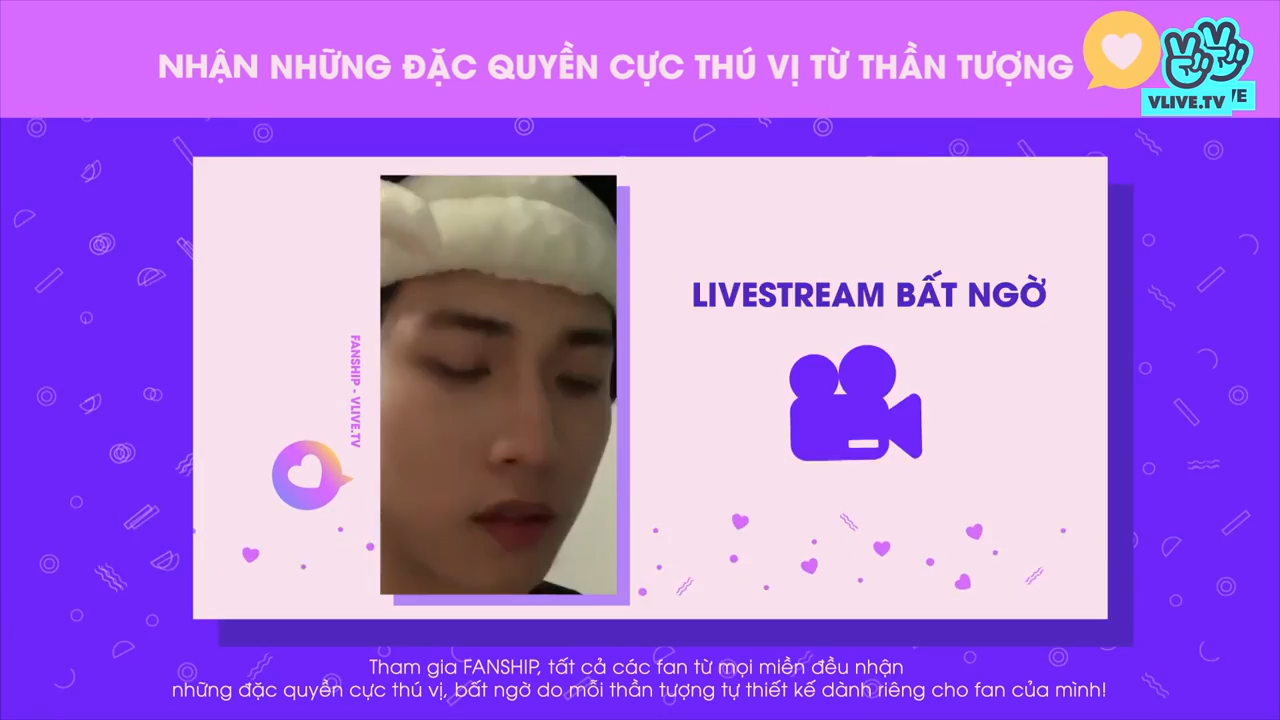 NHẬN NHỮNG ĐẶC QUYỀN CỰC THÚ VỊ TỪ THẦN TƯỢNG
VLIVE.TV
LIVESTREAM BẤT NGỜ
FANSHIP - VLIVE.TV
Tham gia FANSHIP, tất cả các fan từ mọi miền đều nhận
những đặc quyền cực thú vị, bất ngờ do mỗi thần tượng tự thiết kế dành riêng cho fan của mình!